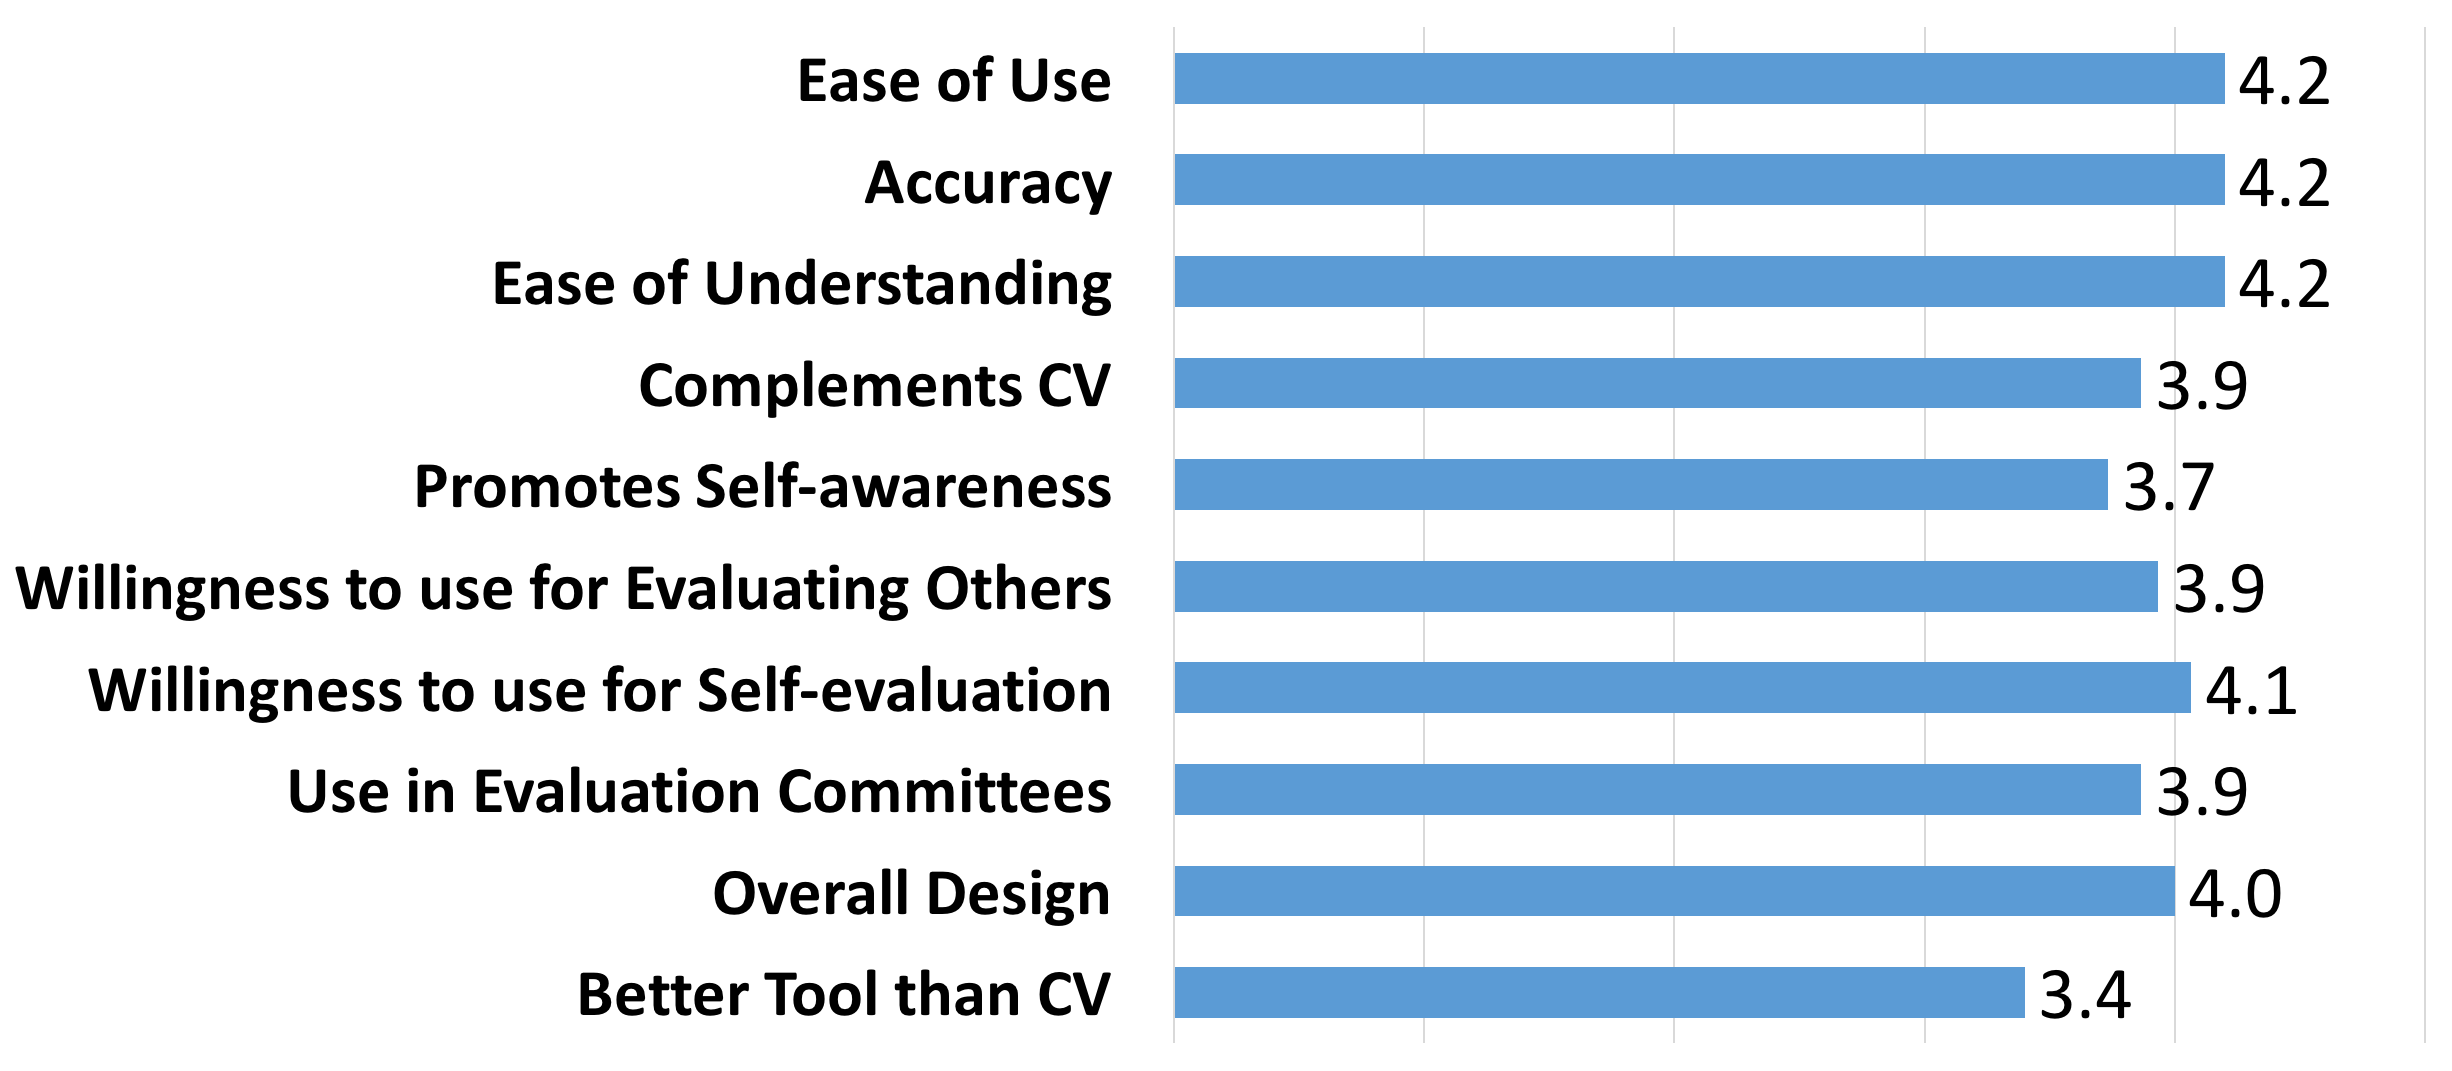 Ease of Use 4.2
Accuracy 4.2
Ease of Understanding 4.2
Complements CV 3.9
Promotes Self-awareness 3.7
Willingness to use for Evaluating Others 3.9
Willingness to use for Self-evaluation 4.1
Use in Evaluation Committees 3.9
Overall Design 4.0
Better Tool than CV 3.4